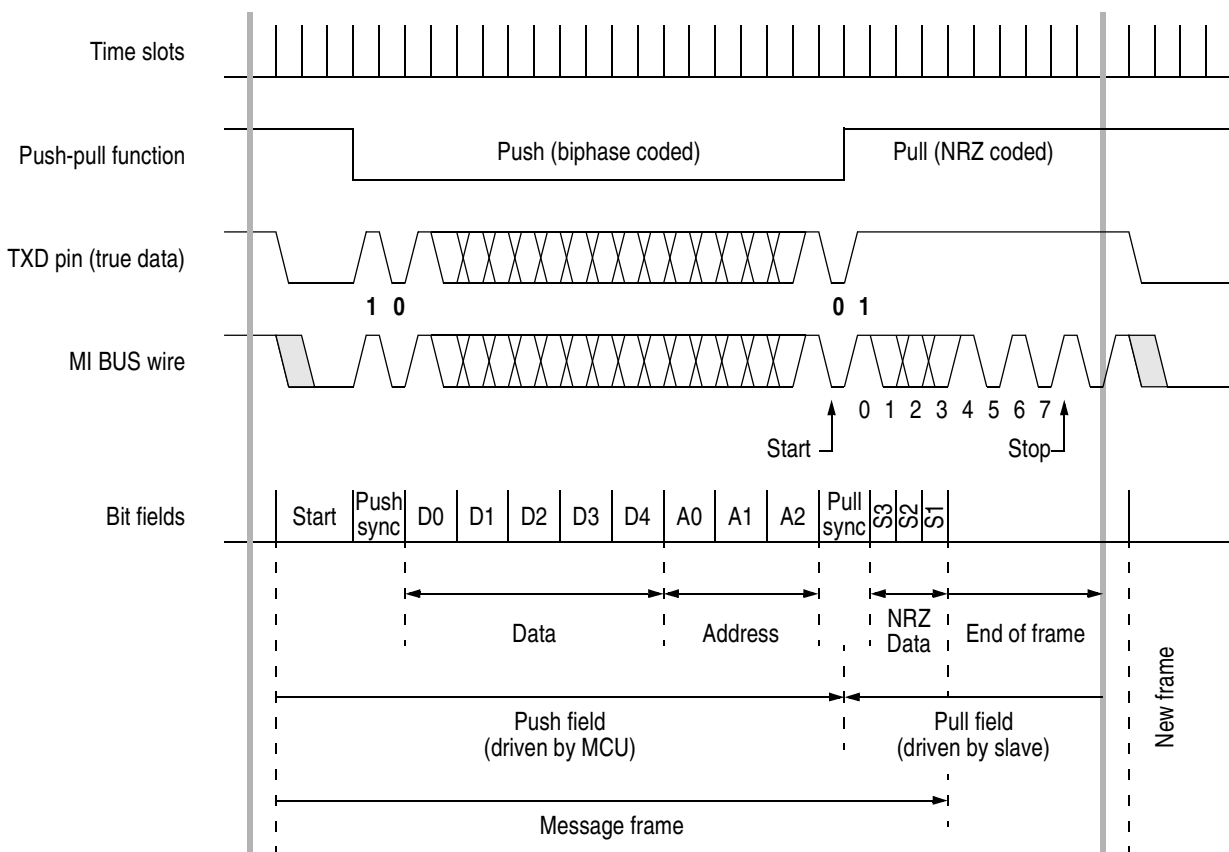 Time slots
Push-pull function
Push (biphase coded)
Pull (NRZ coded)
TXD pin (true data)
1 0
0 1
MI BUS wire
0 1 2 3 4 5 6 7
Start
Stop
Bit fields
Start
Push
sync
D0
D1
D2
D3
D4
A0
A1
A2
Pull
sync
S3
S2
S1
Data
Address
NRZ
Data
End of frame
Push field
(driven by MCU)
Pull field
(driven by slave)
New frame
Message frame